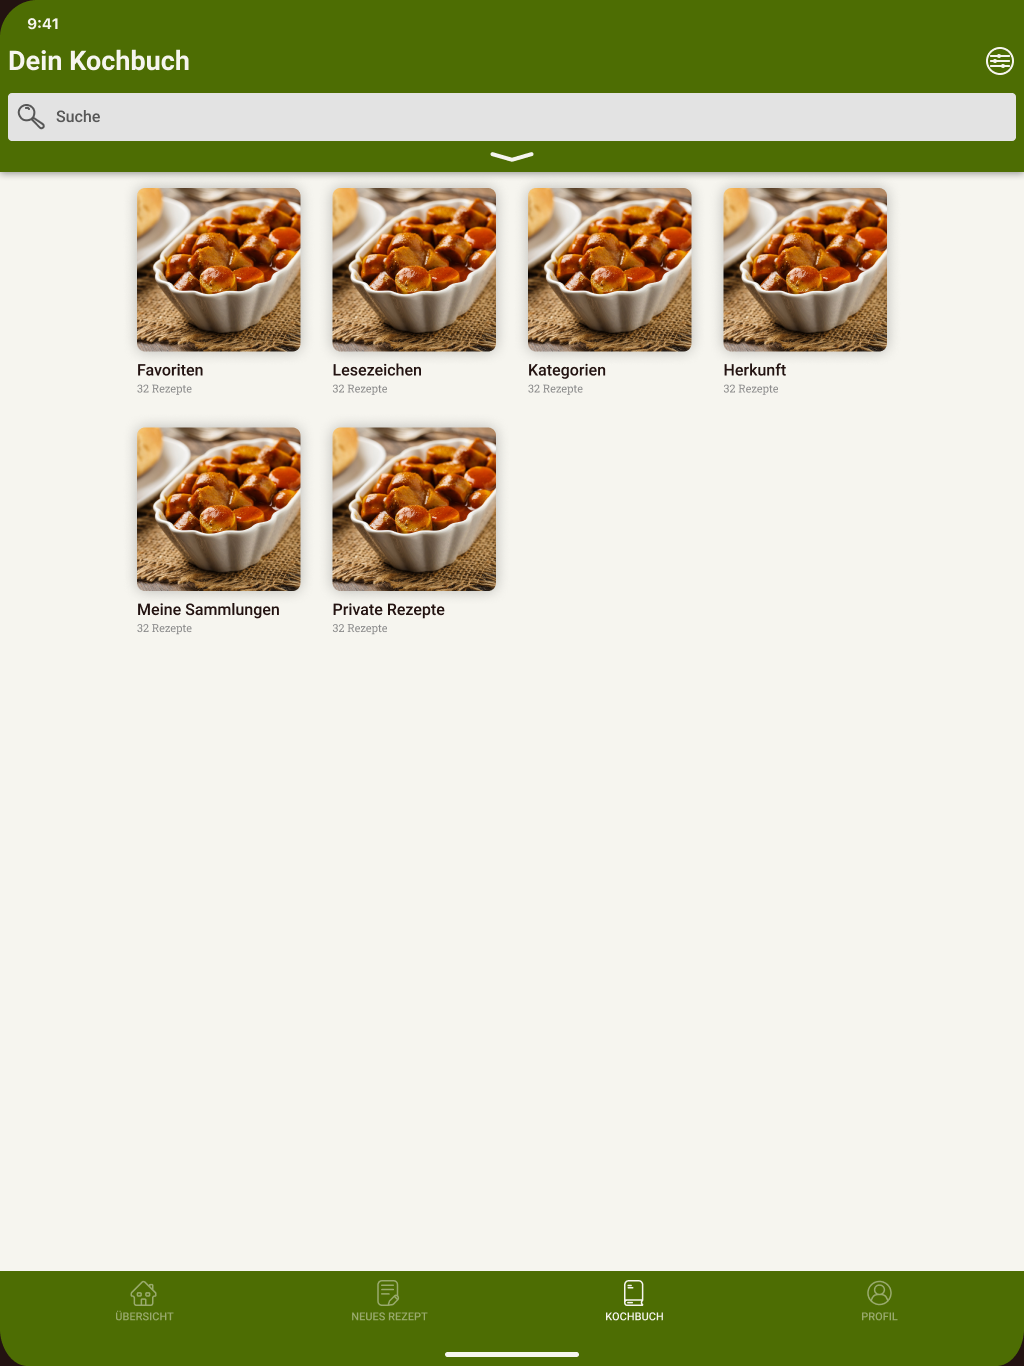 9:41
Dein Kochbuch
Suche
Favoriten
32 Rezepte
Lesezeichen
32 Rezepte
Kategorien
32 Rezepte
Herkunft
32 Rezepte
Meine Sammlungen
32 Rezepte
Private Rezepte
32 Rezepte
ÜBERSICHT
NEUES REZEPT
KOCHBUCH
PROFIL